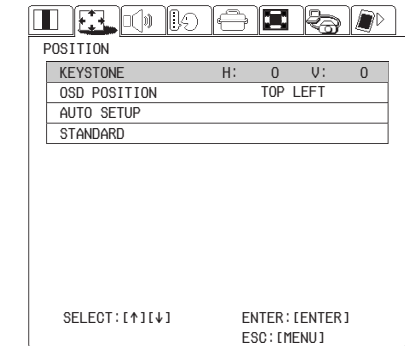 POSITION
KEYSTONE H: 0 V: 0
OSD POSITION TOP LEFT
AUTO SETUP
STANDARD
SELECT:[↑][↓] ENTER:[ENTER]
ESC:[MENU]